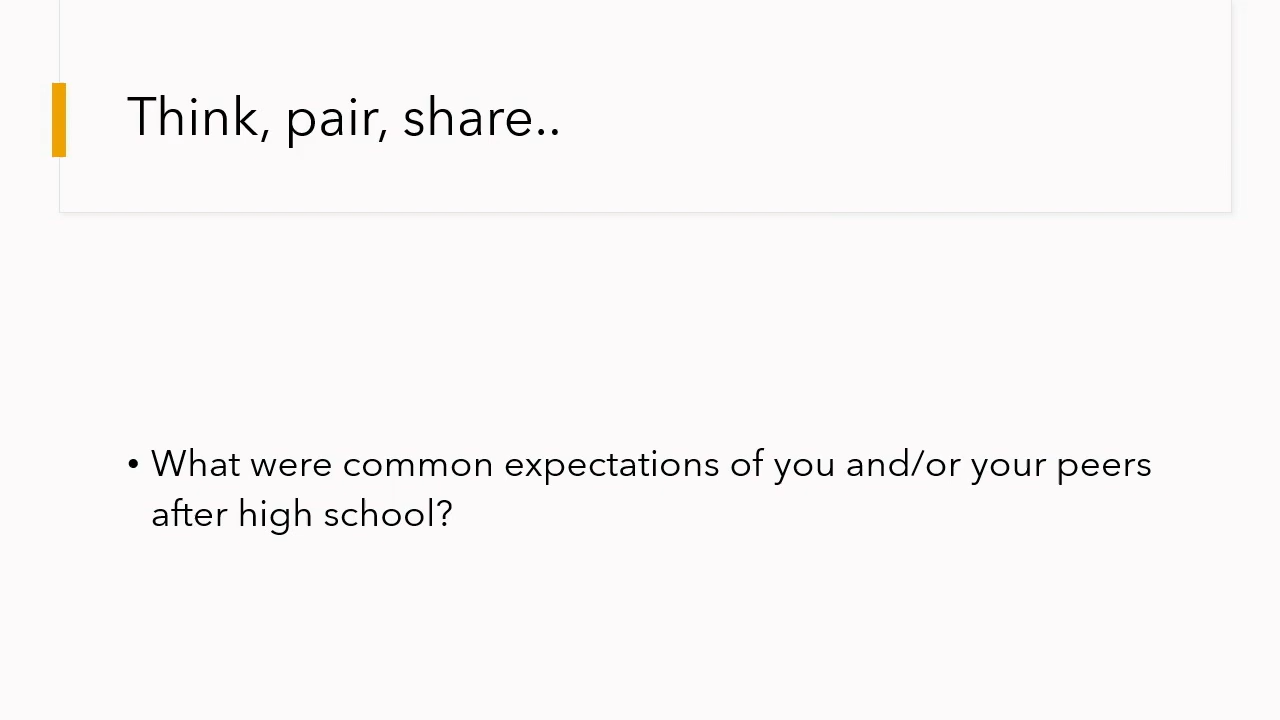 Think, pair, share..
• What were common expectations of you and/or your peers
after high school?